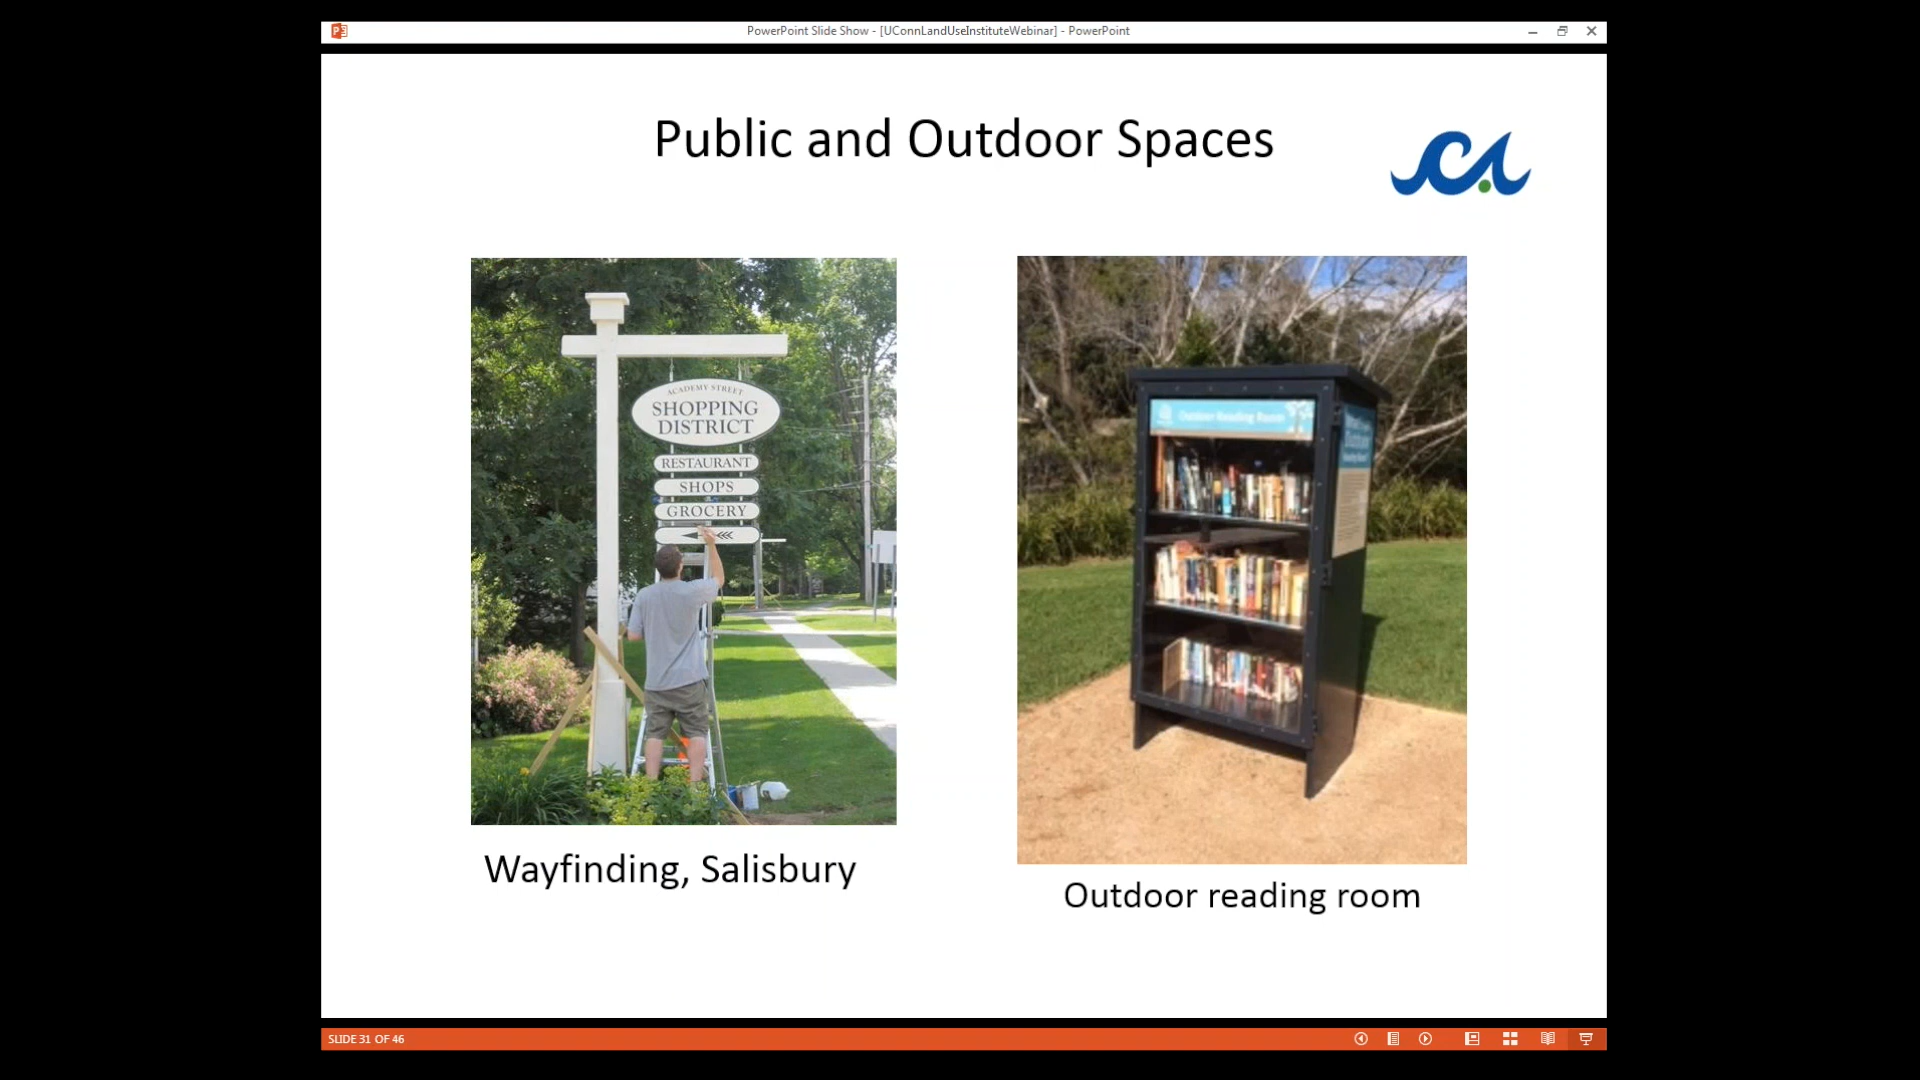 PowerPoint Slide Show - [UConnLandUseInstituteWebinar] - PowerPoint
Public and Outdoor Spaces
ACADEMY STREET
SHOPPING
DISTRICT
RESTAURANT
SHOPS
GROCERY
Outdoor Reading Room
Wayfinding, Salisbury
Outdoor reading room
SLIDE 31 OF 46